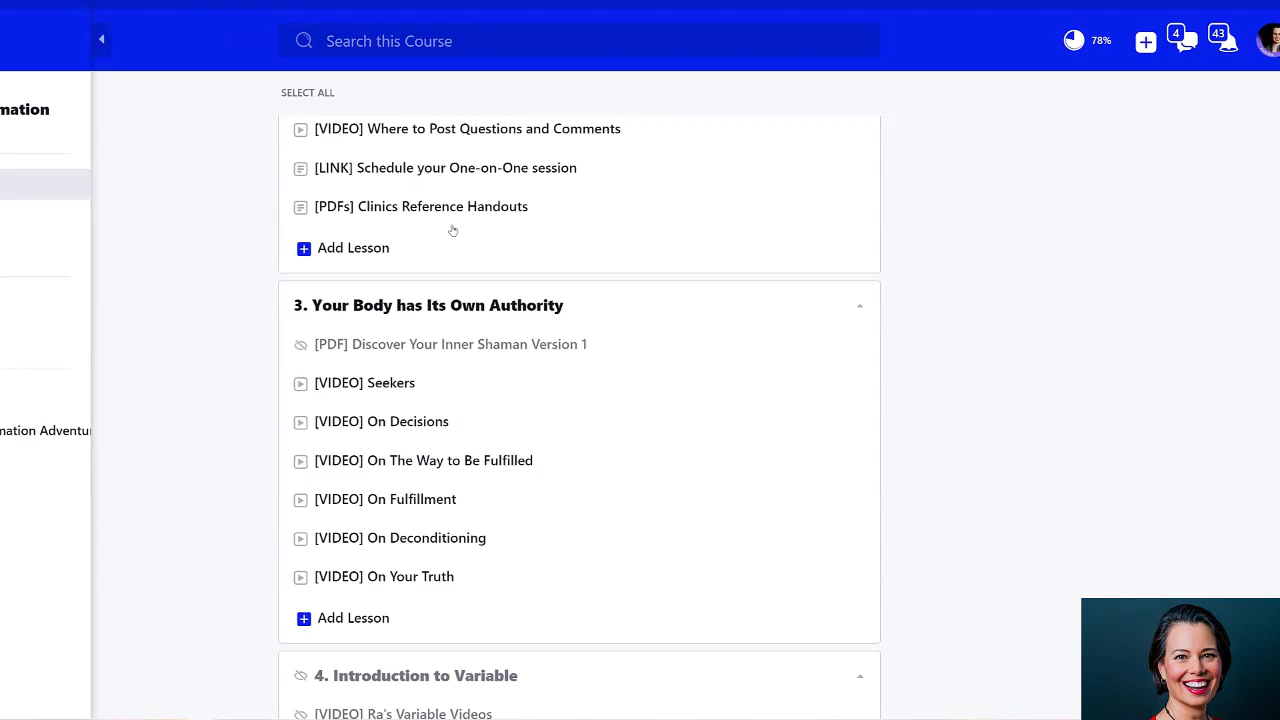 Search this Course
78%
4
43
mation
SELECT ALL
[VIDEO] Where to Post Questions and Comments
[LINK] Schedule your One-on-One session
[PDFs] Clinics Reference Handouts
Add Lesson
3. Your Body has Its Own Authority
[PDF] Discover Your Inner Shaman Version 1
[VIDEO] Seekers
[VIDEO] On Decisions
mation Adventu
[VIDEO] On The Way to Be Fulfilled
[VIDEO] On Fulfillment
[VIDEO] On Deconditioning
[VIDEO] On Your Truth
Add Lesson
4. Introduction to Variable
[VIDEO] Ra's Variable Videos